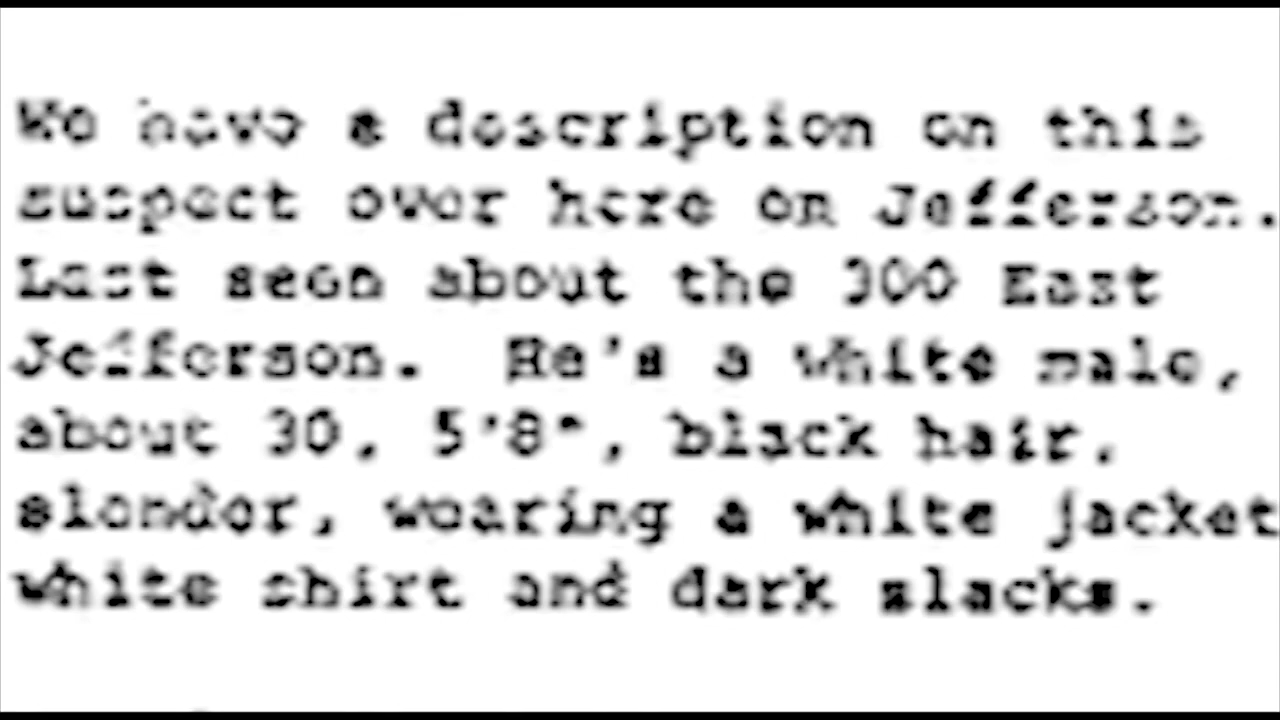 We have a description on this
suspect over here on Jefferson.
Last seen about the 300 East
Jefferson. He's a white male,
about 30, 5'8", black hair,
slender, wearing a white jacket
white shirt and dark slacks.